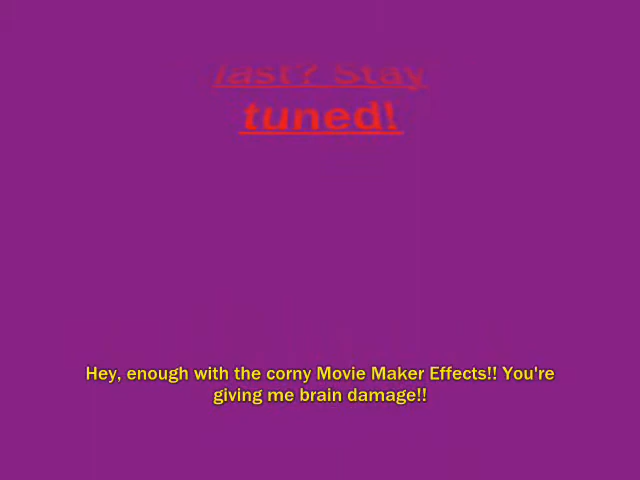 last? Stay
tuned!
Hey, enough with the corny Movie Maker Effects!! You're
giving me brain damage!!